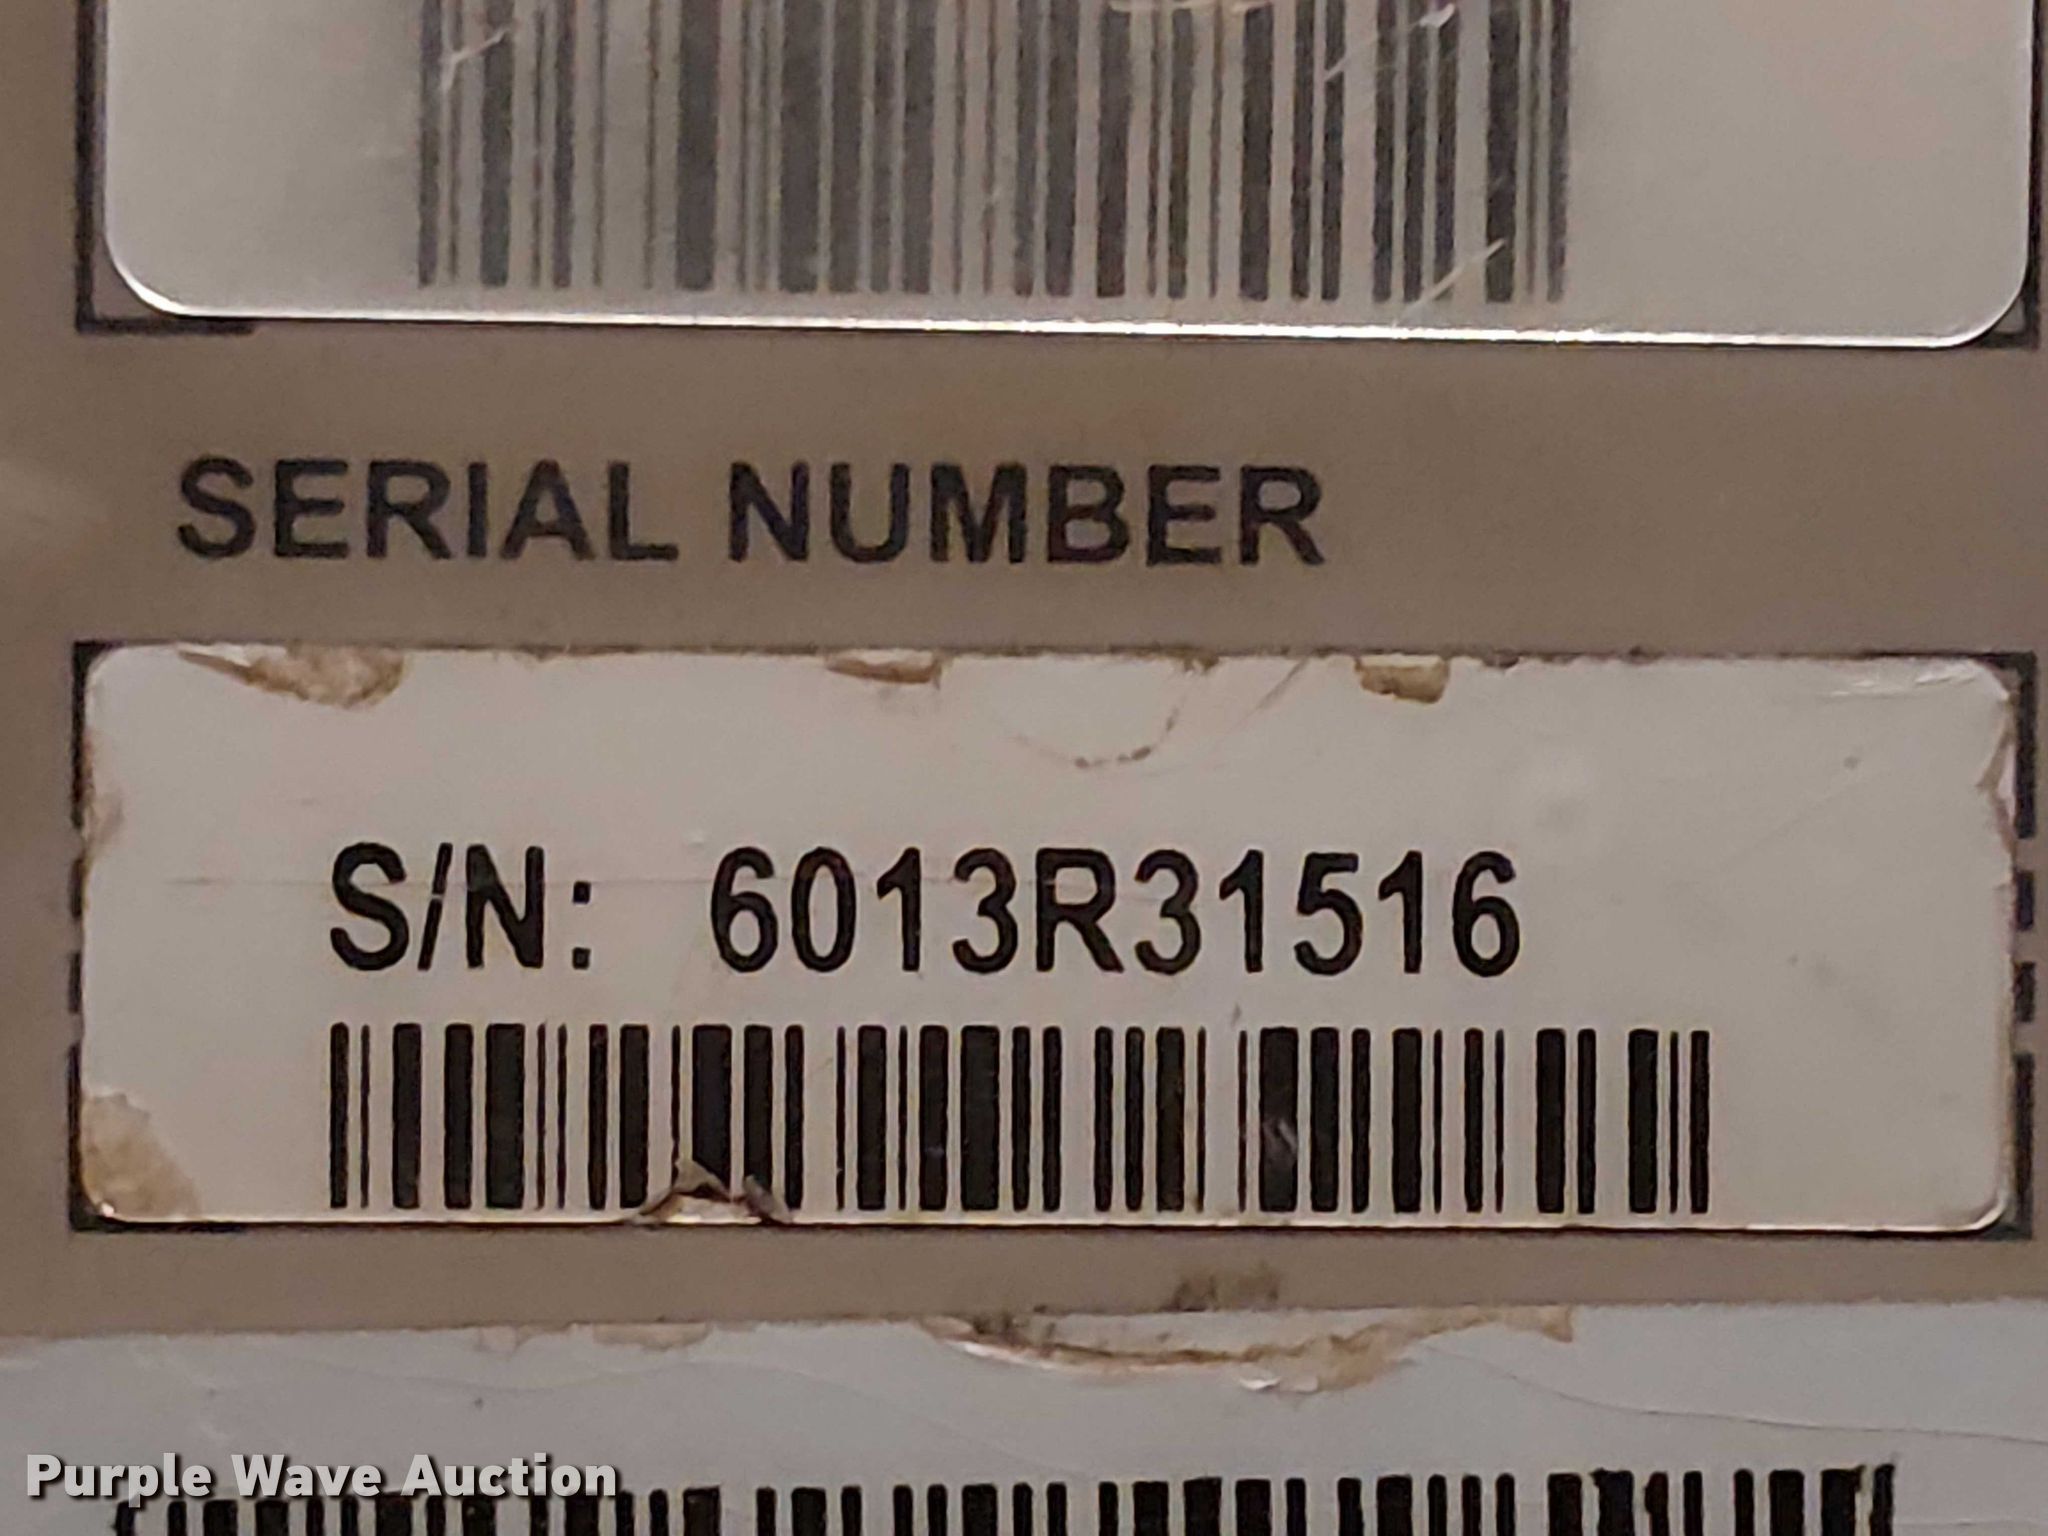 SERIAL NUMBER
S/N: 6013R31516
Purple Wave Auction